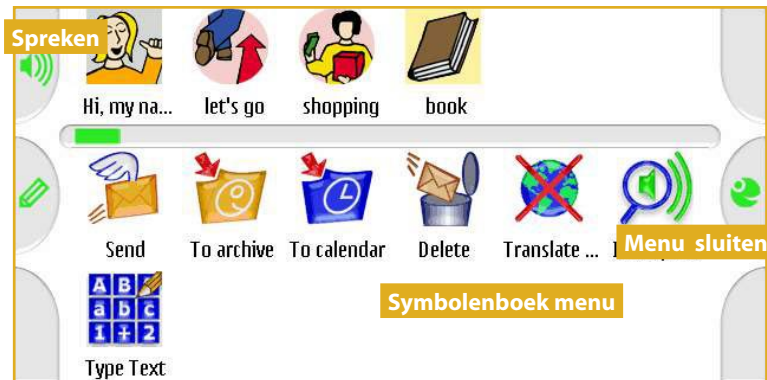 Spreken
Hi, my na... let's go shopping book
Send To archive To calendar Delete Translate ...
Menu sluiten
Symbolenboek menu
ABC
abc
1+2
Type Text